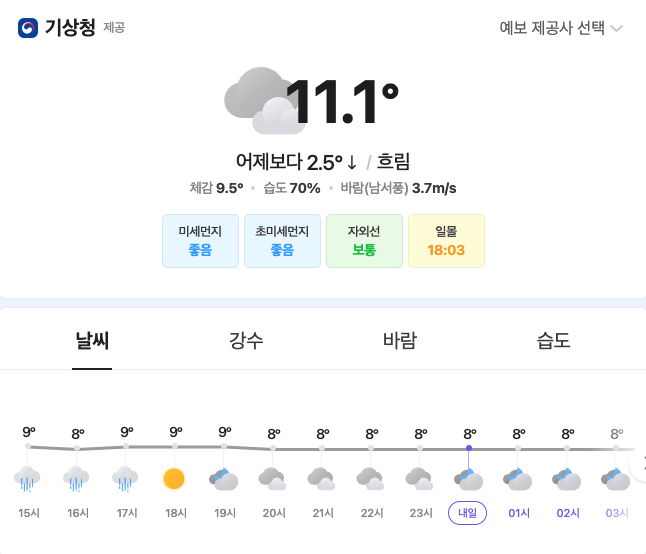 기상청 제공
예보 제공사 선택
11.1°
어제보다 2.5°↓ / 흐림
체감 9.5° • 습도 70% • 바람(남서풍) 3.7m/s
미세먼지 초미세먼지 자외선 일몰
좋음 좋음 보통 18:03
날씨 강수 바람 습도
9° 8° 9° 9° 9° 8° 8° 8° 8° 8° 8° 8° 8°
15시 16시 17시 18시 19시 20시 21시 22시 23시 내일 01시 02시 03시